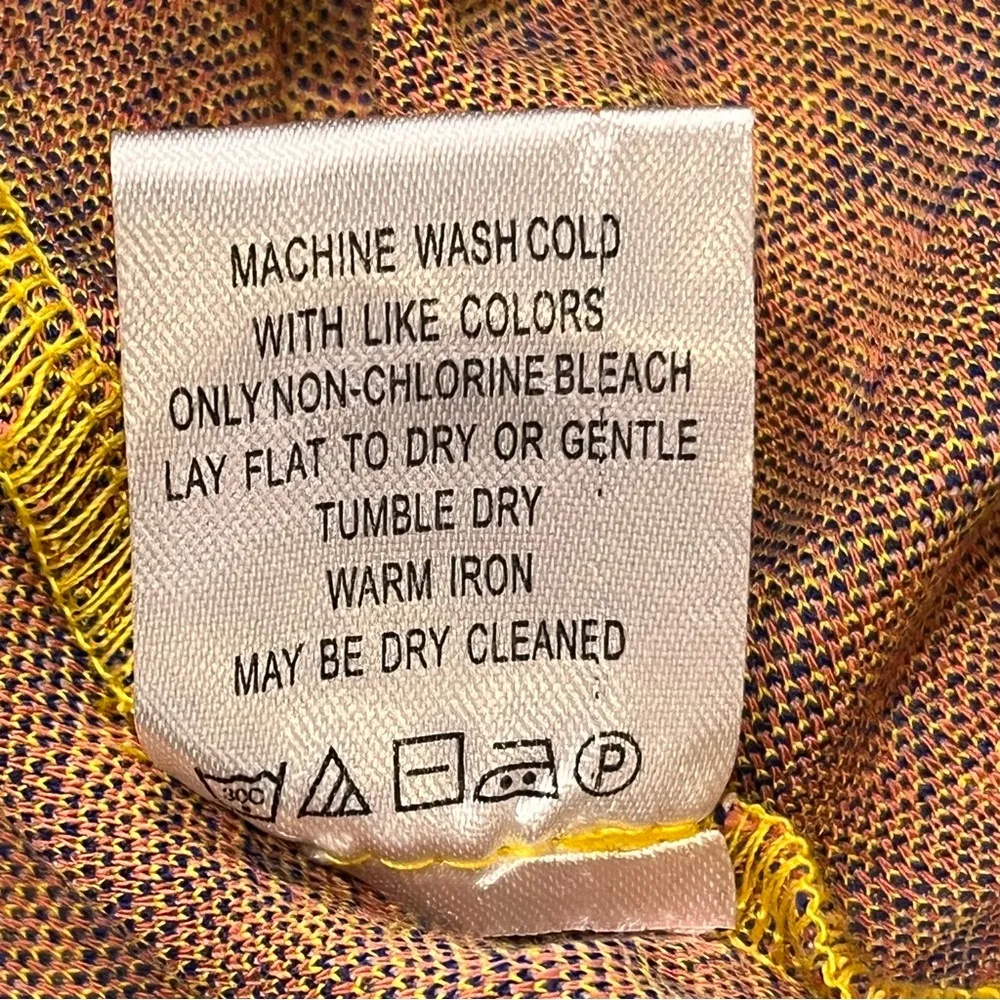 MACHINE WASH COLD
WITH LIKE COLORS
ONLY NON-CHLORINE BLEACH
LAY FLAT TO DRY OR GENTLE
TUMBLE DRY
WARM IRON
MAY BE DRY CLEANED
30C P